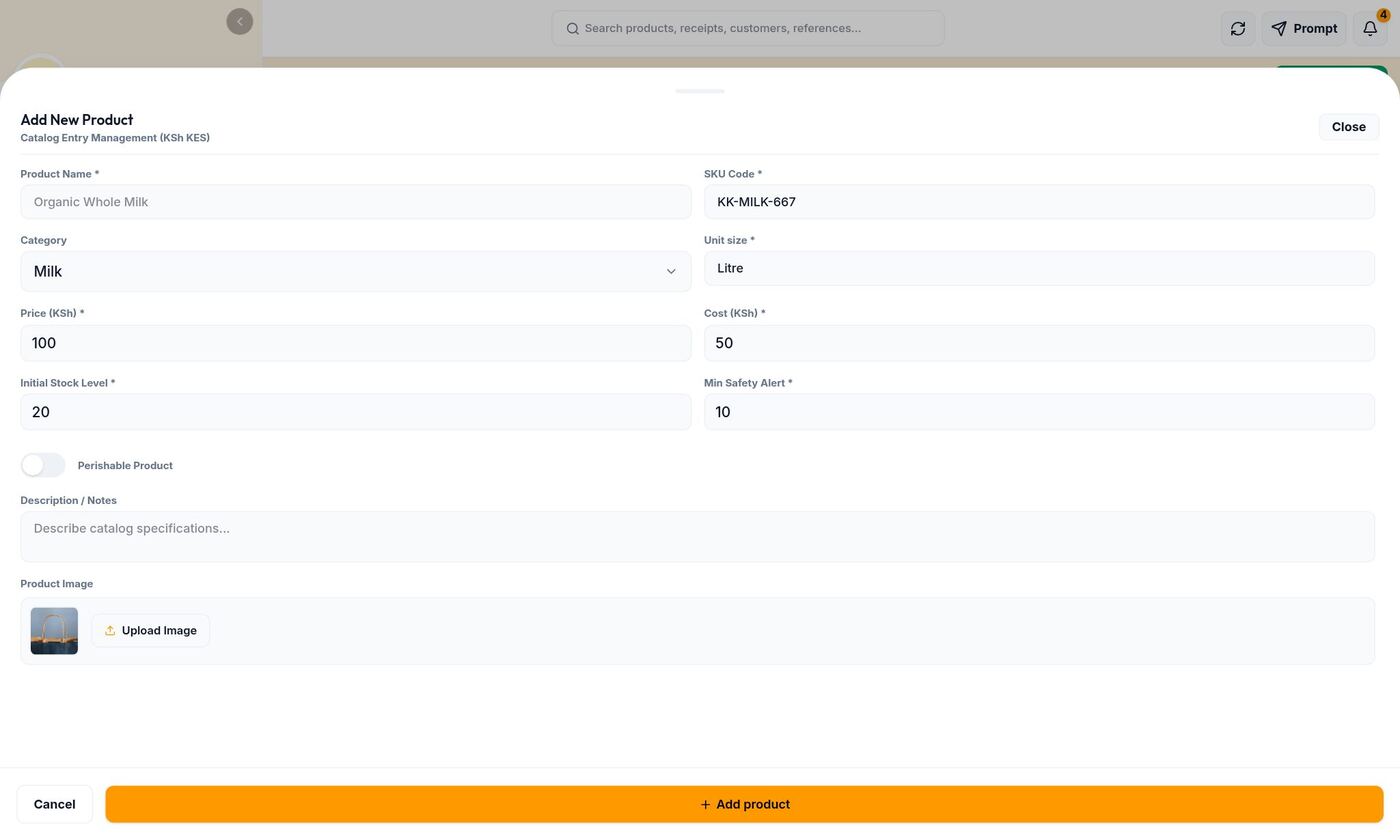 Search products, receipts, customers, references...
Prompt
4
Add New Product
Catalog Entry Management (KSh KES)
Close
Product Name *
SKU Code *
Organic Whole Milk
KK-MILK-667
Category
Unit size *
Milk
Litre
Price (KSh) *
Cost (KSh) *
100
50
Initial Stock Level *
Min Safety Alert *
20
10
Perishable Product
Description / Notes
Describe catalog specifications...
Product Image
Upload Image
Cancel
+ Add product